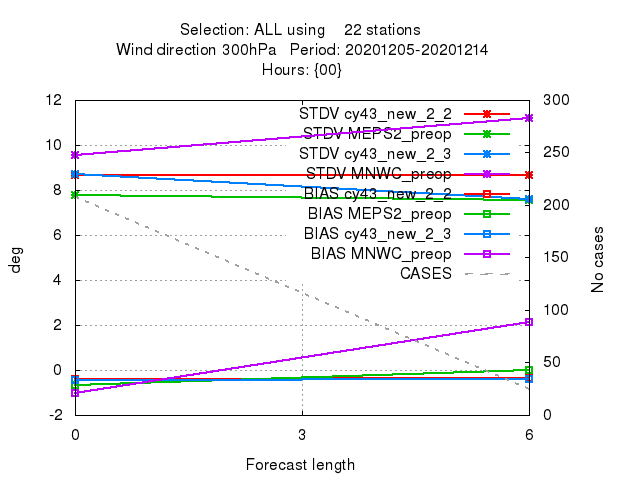 Selection: ALL using 22 stations
Wind direction 300hPa Period: 20201205-20201214
Hours: {00}
12 300
STDV cy43_new_2_2
STDV MEPS2_preop
10 250
STDV cy43_new_2_3
STDV MNWC_preop
8 200
BIAS cy43_new_2_2
BIAS MEPS2_preop
6 150
BIAS cy43_new_2_3
BIAS MNWC_preop
CASES
4 100
2 50
0 0
-2
deg
No cases
0 3 6
Forecast length